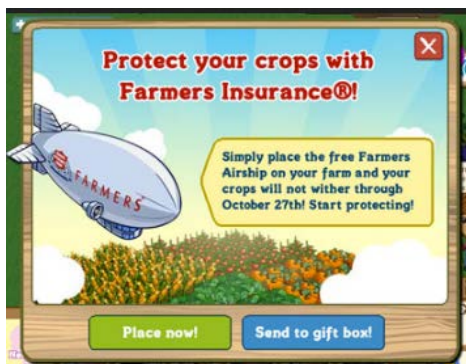 Protect your crops with
Farmers Insurance®!
FARMERS
Simply place the free Farmers
Airship on your farm and your
crops will not wither through
October 27th! Start protecting!
Place now!
Send to gift box!